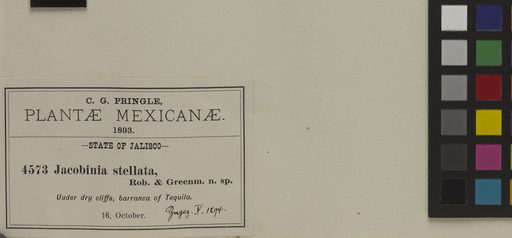 C. G. PRINGLE,
PLANTÆ MEXICANÆ.
1893.
—STATE OF JALISCO—
4573 Jacobinia stellata,
Rob. & Greenm. n. sp.
Uuder dry cliffs, barranca of Tequila.
16, October. V. 1894.